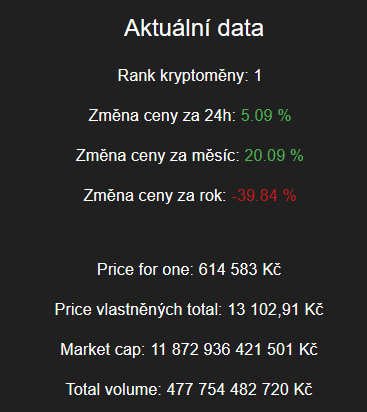 Aktuální data
Rank kryptoměny: 1
Změna ceny za 24h: 5.09 %
Změna ceny za měsíc: 20.09 %
Změna ceny za rok: -39.84 %
Price for one: 614 583 Kč
Price vlastněných total: 13 102,91 Kč
Market cap: 11 872 936 421 501 Kč
Total volume: 477 754 482 720 Kč